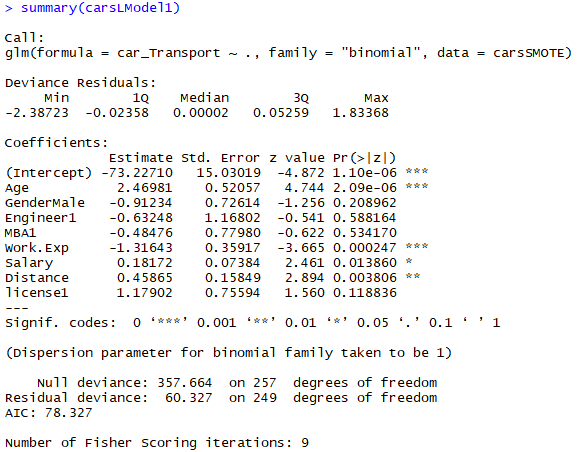 > summary(carsLModel1)
Call:
glm(formula = car_Transport ~ ., family = "binomial", data = carsSMOTE)
Deviance Residuals:
     Min       1Q   Median       3Q      Max
-2.38723 -0.02358  0.00002  0.05259  1.83368
Coefficients:
             Estimate Std. Error z value Pr(>|z|)
(Intercept) -73.22710   15.03019  -4.872 1.10e-06 ***
Age           2.46981    0.52057   4.744 2.09e-06 ***
GenderMale   -0.91234    0.72614  -1.256 0.208962
Engineer1    -0.63248    1.16802  -0.541 0.588164
MBA1         -0.48476    0.77980  -0.622 0.534170
Work.Exp     -1.31643    0.35917  -3.665 0.000247 ***
Salary        0.18172    0.07384   2.461 0.013860 *
Distance      0.45865    0.15849   2.894 0.003806 **
license1      1.17902    0.75594   1.560 0.118836
---
Signif. codes:  0 ‘***’ 0.001 ‘**’ 0.01 ‘*’ 0.05 ‘.’ 0.1 ‘ ’ 1
(Dispersion parameter for binomial family taken to be 1)
    Null deviance: 357.664  on 257  degrees of freedom
Residual deviance:  60.327  on 249  degrees of freedom
AIC: 78.327
Number of Fisher Scoring iterations: 9